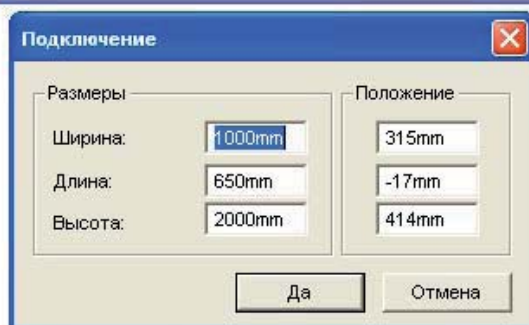 Подключение
Размеры Положение
Ширина: 1000mm 315mm
Длина: 650mm -17mm
Высота: 2000mm 414mm
Да Отмена